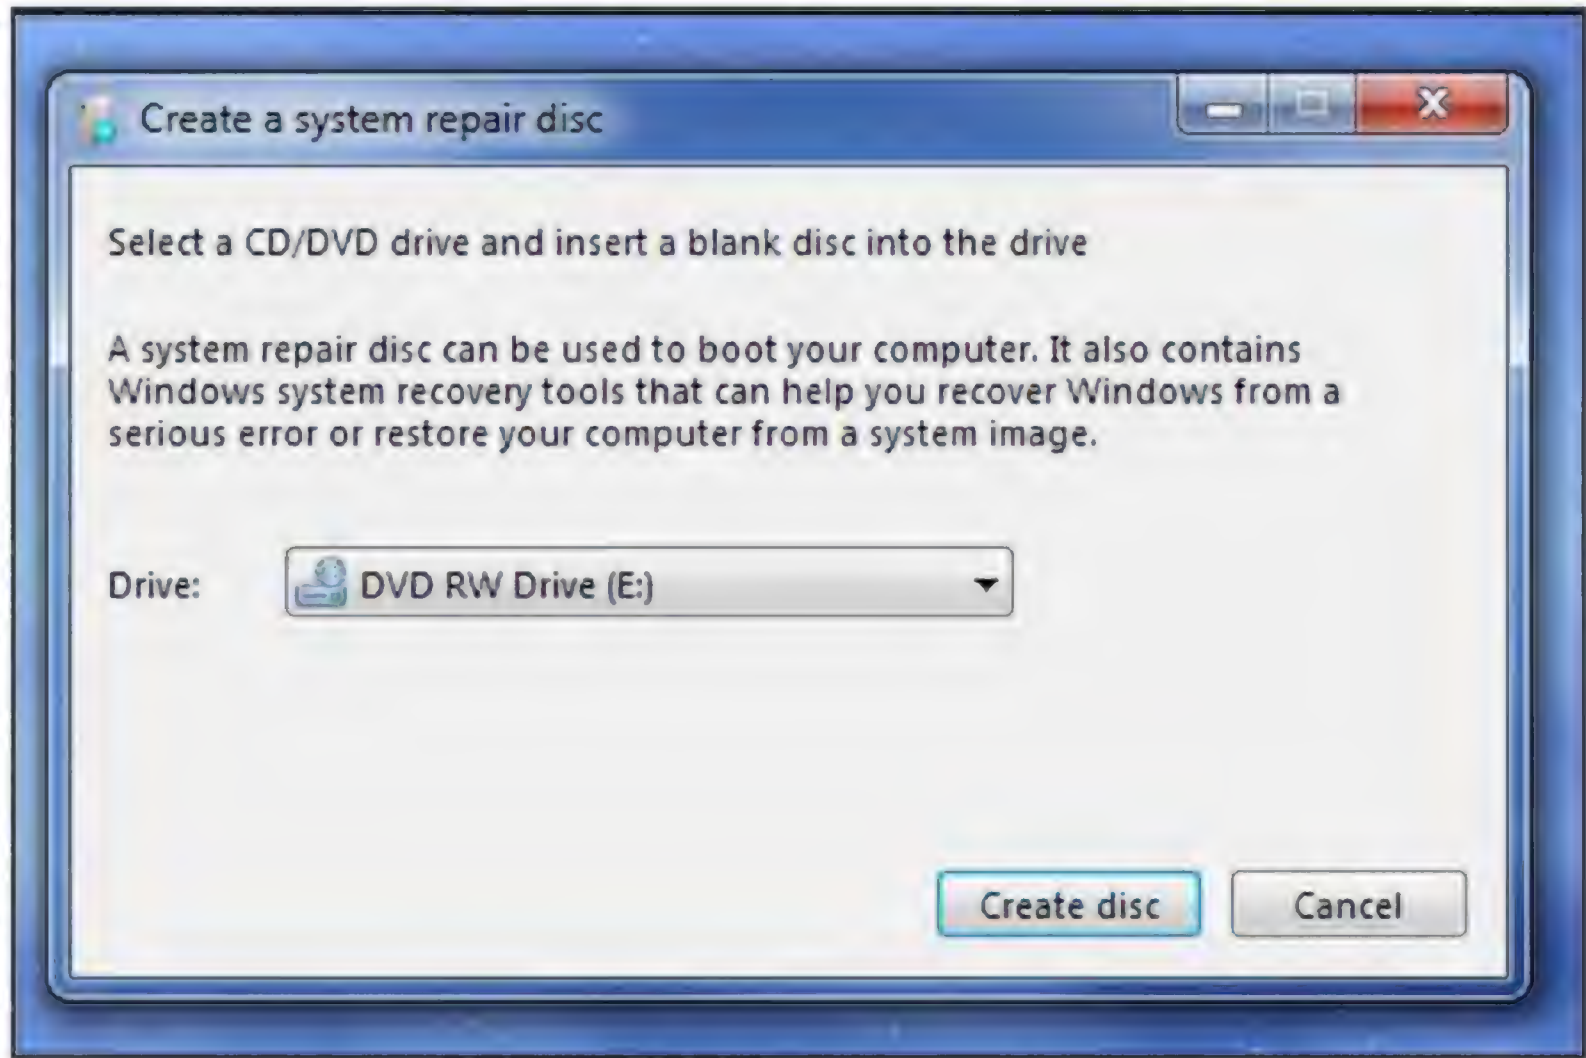 Create a system repair disc
Select a CD/DVD drive and insert a blank disc into the drive
A system repair disc can be used to boot your computer. It also contains
Windows system recovery tools that can help you recover Windows from a
serious error or restore your computer from a system image.
Drive: DVD RW Drive (E:)
Create disc Cancel